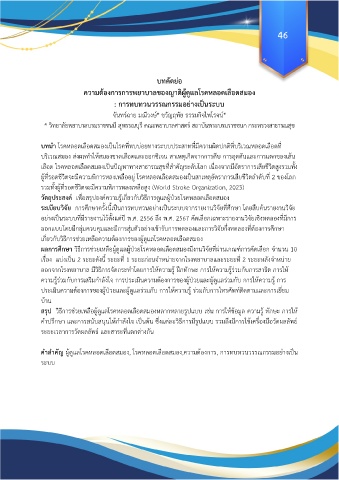 46
บทคัดย่อ
ความต้องการการพยาบาลของญาติผู้ดูแลโรคหลอดเลือดสมอง
: การทบทวนวรรณกรรมอย่างเป็นระบบ
* วิทยาลัยพยาบาลบรมราชชนนี สุพรรณบุรี คณะพยาบาลศาสตร์ สถาบันพระบรมราชชนก กระทรวงสาธารณสุข
บทนำ โรคหลอดเลือดสมองเป็นโรคที่พบบ่อยทางระบบประสาทที่มีความผิดปกติที่บริเวณหลอดเลือดที่
บริเวณสมอง ส่งผลทำให้สมองขาดเลือดและออกซิเจน สาเหตุเกิดจากการตีบ การอุดตันและการแตกของเส้น
เลือด โรคหลอดเลือดสมองเป็นปัญหาทางสาธารณสุขที่สำคัญระดับโลก เนื่องจากมีอัตราการเสียชีวิตสูงรวมทั้ง
ผู้ที่รอดชีวิตจะมีความพิการหลงเหลืออยู่ โรคหลอดเลือดสมองเป็นสาเหตุอัตราการเสียชีวิตลำดับที่ 2 ของโลก
รวมทั้งผู้ที่รอดชีวิตจะมีความพิการหลงเหลือสูง (World Stroke Organization, 2023)
วัตถุประสงค์ เพื่อสรุปองค์ความรู้เกี่ยวกับวิธีการดูแลผู้ป่วยโรคหลอดเลือดสมอง
ระเบียบวิจัย การศึกษาครั้งนี้เป็นการทบทวนอย่างเป็นระบบจากรายงานวิจัยที่ศึกษา โดยสืบค้นรายงานวิจัย
อย่างเป็นระบบที่มีรายงานไว้ตั้งแต่ปี พ.ศ. 2556 ถึง พ.ศ. 2567 คัดเลือกเฉพาะรายงานวิจัยเชิงทดลองที่มีการ
ออกแบบโดยมีกลุ่มควบคุมและมีการสุ่มตัวอย่างเข้ารับการทดลองและการวิจัยกึ่งทดลองที่ต้องการศึกษา
เกี่ยวกับวิธีการช่วยเหลือความต้องการของผู้ดูแลโรคหลอดเลือดสมอง
ผลการศึกษา วิธีการช่วยเหลือผู้ดูแลผู้ป่วยโรคหลอดเลือดสมองมีงานวิจัยที่ผ่านเกณฑ์การคัดเลือก จำนวน 10
เรื่อง แบ่งเป็น 2 ระยะดังนี้ ระยะที่ 1 ระยะก่อนจำหน่ายจากโรงพยาบาลและระยะที่ 2 ระยะหลังจำหน่าย
ออกจากโรงพยาบาล มีวิธีการจัดกระทำโดยการให้ความรู้ ฝึกทักษะ การให้ความรู้ร่วมกับการสาธิต การให้
ความรู้ร่วมกับการเสริมกำลังใจ การประเมินความต้องการของผู้ป่วยและผู้ดูแลร่วมกับ การให้ความรู้ การ
ประเมินความต้องการของผู้ป่วยและผู้ดูแลร่วมกับ การให้ความรู้ ร่วมกับการโทรศัพท์ติดตามและการเยี่ยม
บ้าน
สรุป วิธีการช่วยเหลือผู้ดูแลโรคหลอดเลือดสมองหลากหลายรูปแบบ เช่น การให้ข้อมูล ความรู้ ทักษะ การให้
คำปรึกษา และการสนับสนุนให้กำลังใจ เป็นต้น ซึ่งแต่ละวิธีการมีรูปแบบ รวมถึงมีการใช้เครื่องมือวัดผลลัพธ์
ระยะเวลาการวัดผลลัพธ์ และสาระที่แตกต่างกัน
คำสำคัญ ผู้ดูแลโรคหลอดเลือดสมอง, โรคหลอดเลือดสมอง,ความต้องการ, การทบทวนวรรณกรรมอย่างเป็น
ระบบ